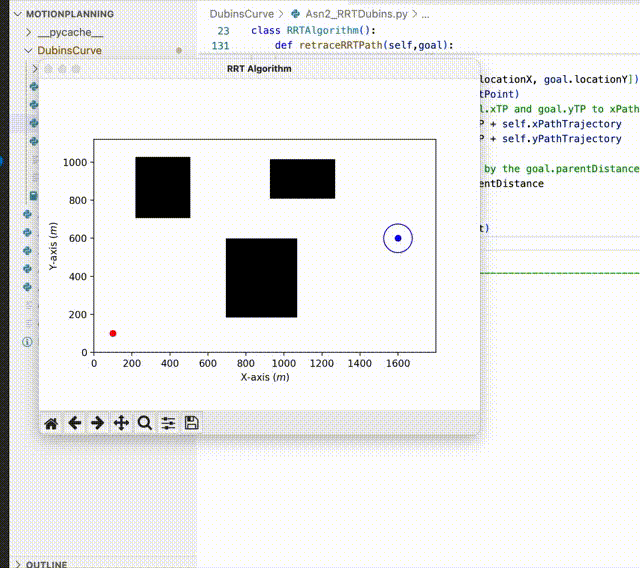 MOTIONPLANNING
__pycache__
DubinsCurve
DubinsCurve > Asn2_RRTDubins.py > ...
23 class RRTAlgorithm():
131 def retraceRRTPath(self,goal):
RRT Algorithm
locationX, goal.locationY])
tPoint)
l.xTP and goal.yTP to xPath
P + self.xPathTrajectory
P + self.yPathTrajectory
by the goal.parentDistance
entDistance
t)
Y-axis (m)
1000
800
600
400
200
0
0 200 400 600 800 1000 1200 1400 1600
X-axis (m)
OUTLINE